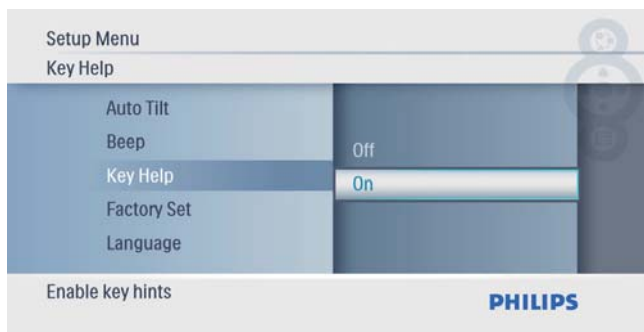 Setup Menu
Key Help
Auto Tilt
Beep
Key Help
Factory Set
Language
Off
On
Enable key hints
PHILIPS